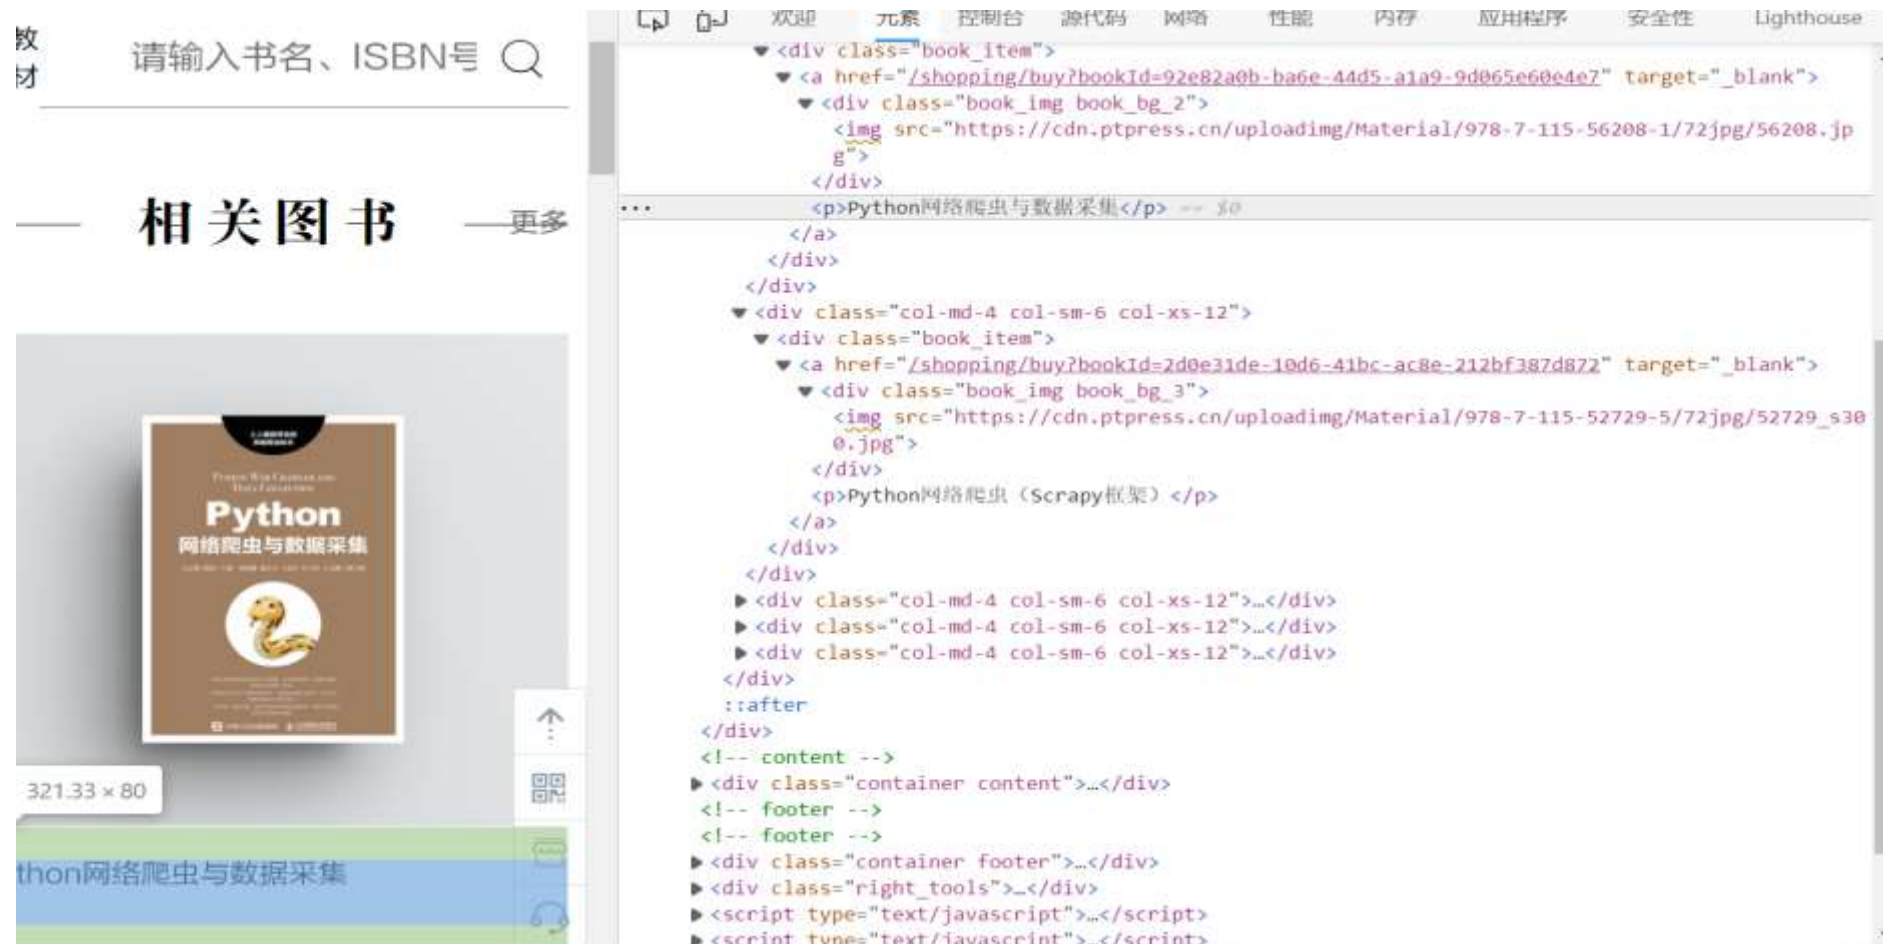 教
材
请输入书名、ISBN号
相关图书
更多
Python
网络爬虫与数据采集
321.33 × 80
thon网络爬虫与数据采集
欢迎 元素 控制台 源代码 网络 性能 内存 应用程序 安全性 Lighthouse
<div class="book_item">
<a href="/shopping/buy?bookId=92e82a0b-ba6e-44d5-a1a9-9d065e60e4e7" target="_blank">
<div class="book_img book_bg_2">
<img src="https://cdn.ptpress.cn/uploadimg/Material/978-7-115-56208-1/72jpg/56208.jp
g">
</div>
<p>Python网络爬虫与数据采集</p> == $0
</a>
</div>
</div>
<div class="col-md-4 col-sm-6 col-xs-12">
<div class="book_item">
<a href="/shopping/buy?bookId=2d0e31de-10d6-41bc-ac8e-212bf387d872" target="_blank">
<div class="book_img book_bg_3">
<img src="https://cdn.ptpress.cn/uploadimg/Material/978-7-115-52729-5/72jpg/52729_s30
0.jpg">
</div>
<p>Python网络爬虫（Scrapy框架）</p>
</a>
</div>
</div>
<div class="col-md-4 col-sm-6 col-xs-12">…</div>
<div class="col-md-4 col-sm-6 col-xs-12">…</div>
<div class="col-md-4 col-sm-6 col-xs-12">…</div>
</div>
::after
</div>
<!-- content -->
<div class="container content">…</div>
<!-- footer -->
<!-- footer -->
<div class="container footer">…</div>
<div class="right_tools">…</div>
<script type="text/javascript">…</script>
<script type="text/javascript">…</script>